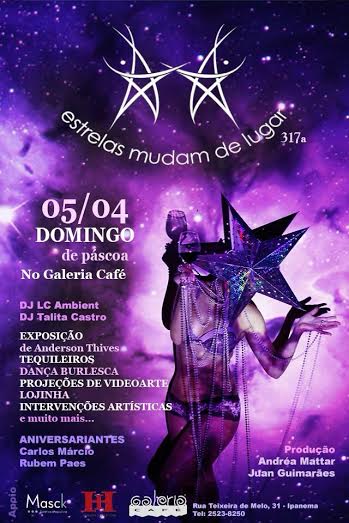 estrelas mudam de lugar
317a
05/04
DOMINGO
de páscoa
No Galeria Café
DJ LC Ambient
DJ Talita Castro
EXPOSIÇÃO
de Anderson Thives
TEQUILEIROS
DANÇA BURLESCA
PROJEÇÕES DE VIDEOARTE
LOJINHA
INTERVENÇÕES ARTÍSTICAS
e muito mais...
ANIVERSARIANTES
Carlos Márcio
Rubem Paes
Produção
Andréa Mattar
Juan Guimarães
Appio
Masck
H
galeria
CAFÉ
Rua Teixeira de Melo, 31 - Ipanema
Tel: 2523-8250